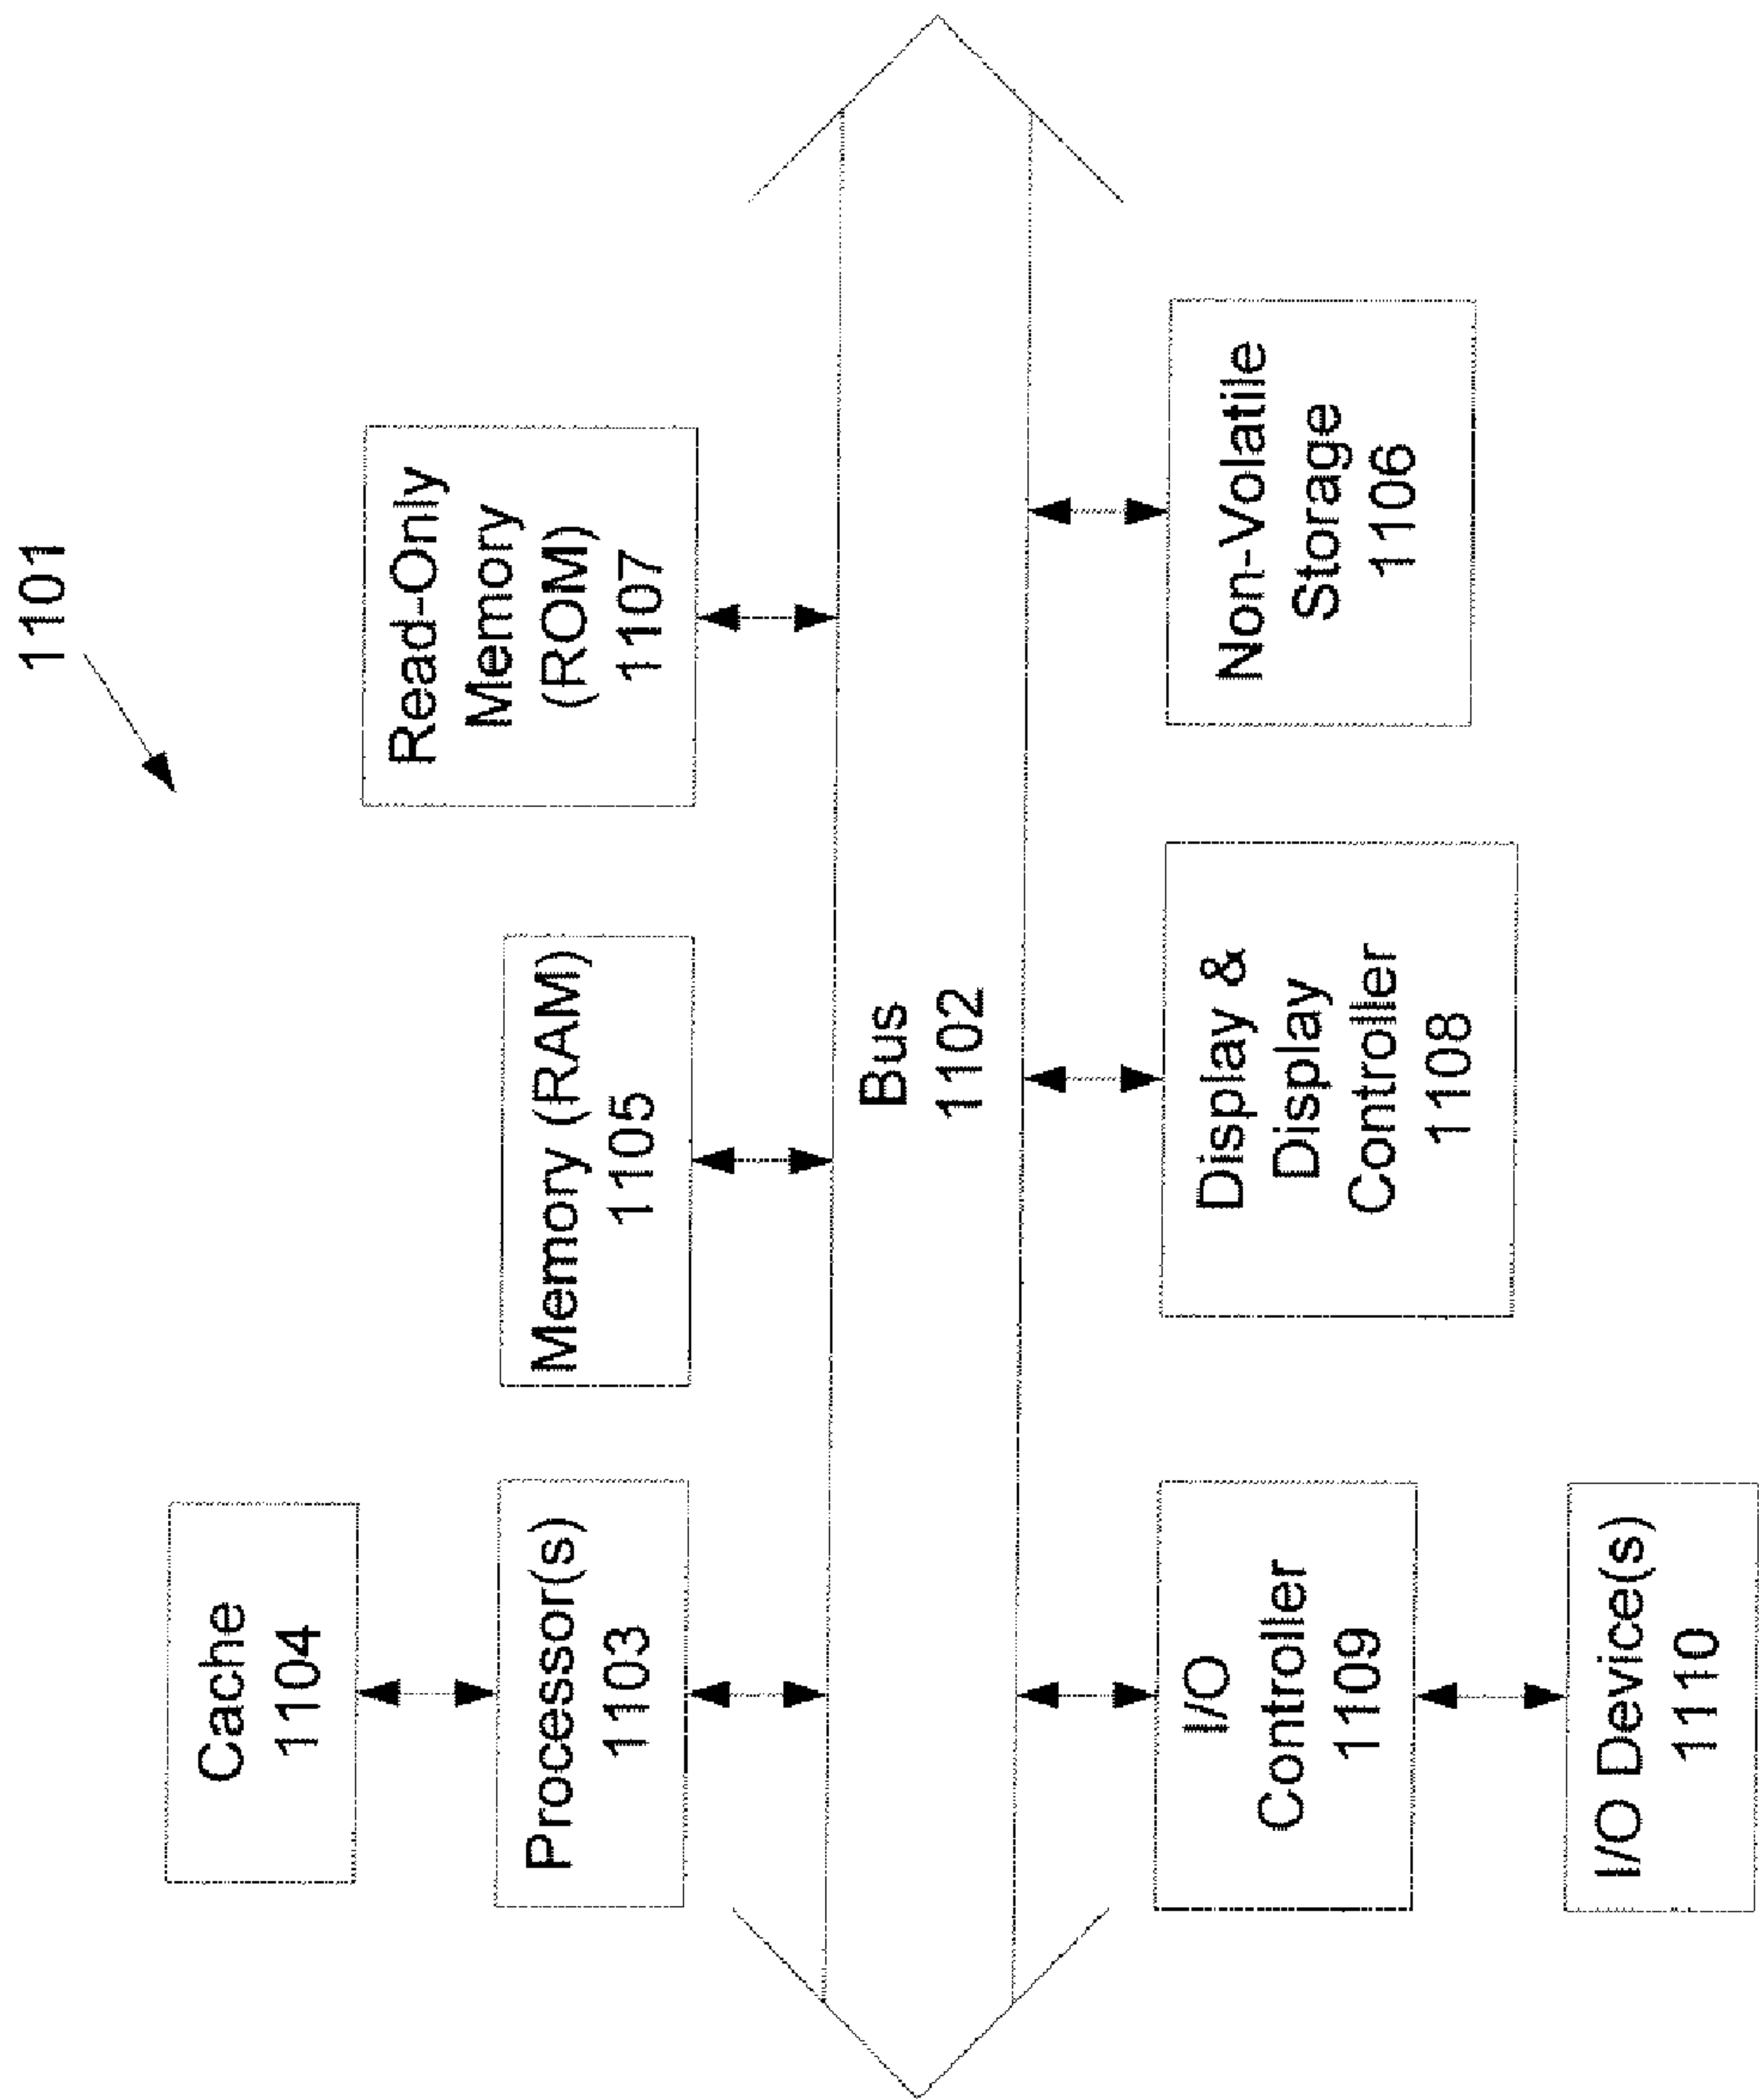 1101
Cache
1104
Processor(s)
1103
Memory (RAM)
1105
Read-Only
Memory
(ROM)
1107
Bus
1102
I/O
Controller
1109
Display &
Display
Controller
1108
Non-Volatile
Storage
1106
I/O Device(s)
1110